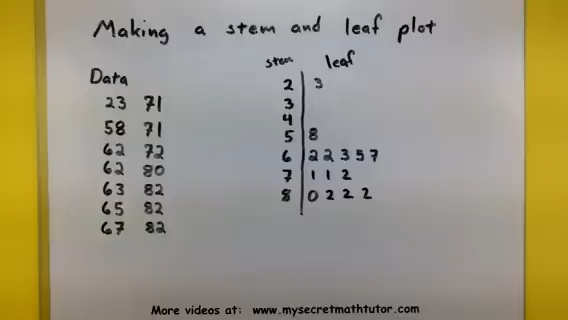 Making a stem and leaf plot
Data
23 71
58 71
62 72
62 80
63 82
65 82
67 82
stem leaf
2 3
3
4
5 8
6 2 2 3 5 7
7 1 1 2
8 0 2 2 2
More videos at: www.mysecretmathtutor.com